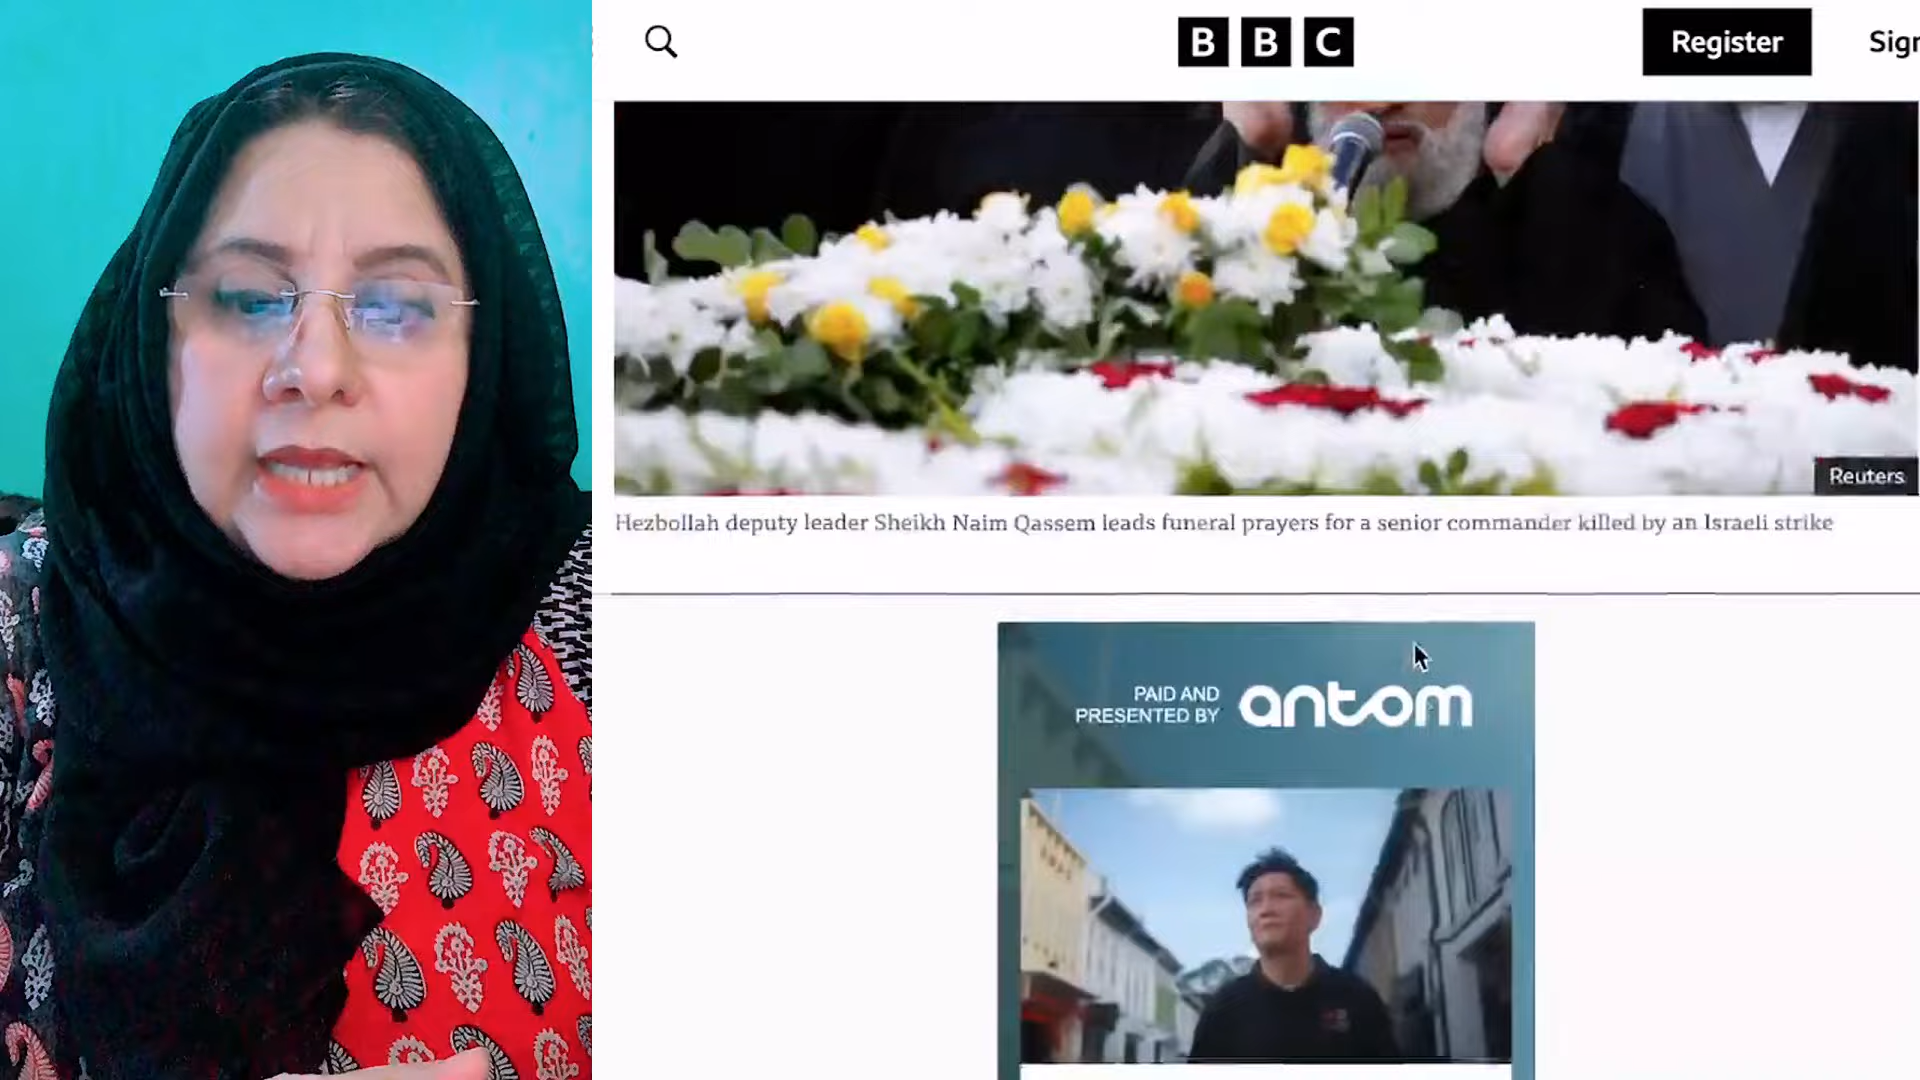 BBC
Register
Sign
Reuters
Hezbollah deputy leader Sheikh Naim Qassem leads funeral prayers for a senior commander killed by an Israeli strike
PAID AND
PRESENTED BY
antom